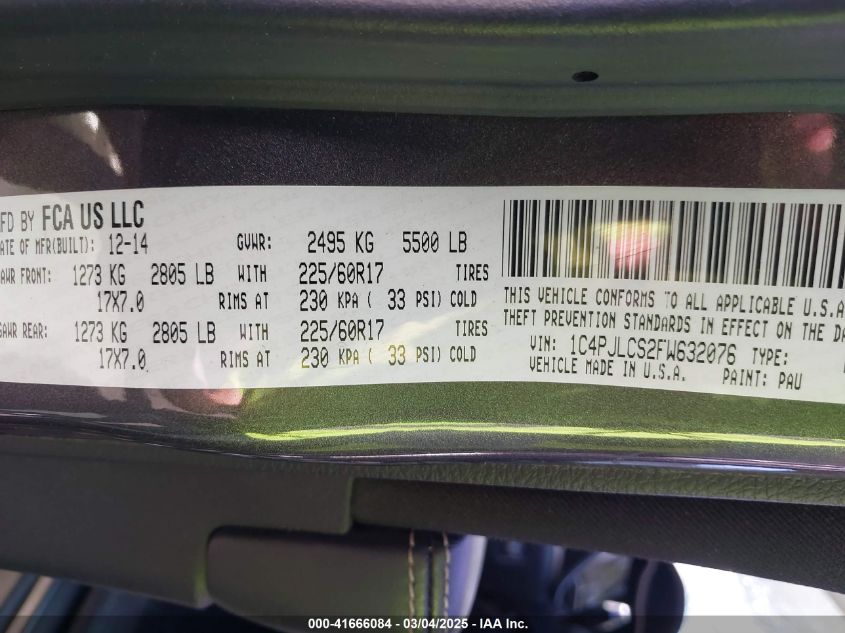 MFD BY FCA US LLC
DATE OF MFR(BUILT): 12-14 GVWR: 2495 KG 5500 LB
GAWR FRONT: 1273 KG 2805 LB WITH 225/60R17 TIRES
17X7.0 RIMS AT 230 KPA ( 33 PSI) COLD
GAWR REAR: 1273 KG 2805 LB WITH 225/60R17 TIRES
17X7.0 RIMS AT 230 KPA ( 33 PSI) COLD
THIS VEHICLE CONFORMS TO ALL APPLICABLE U.S.A
THEFT PREVENTION STANDARDS IN EFFECT ON THE DA
VIN: 1C4PJLCS2FW632076 TYPE:
VEHICLE MADE IN U.S.A. PAINT: PAU
000-41666084 — 03/04/2025 — IAA Inc.